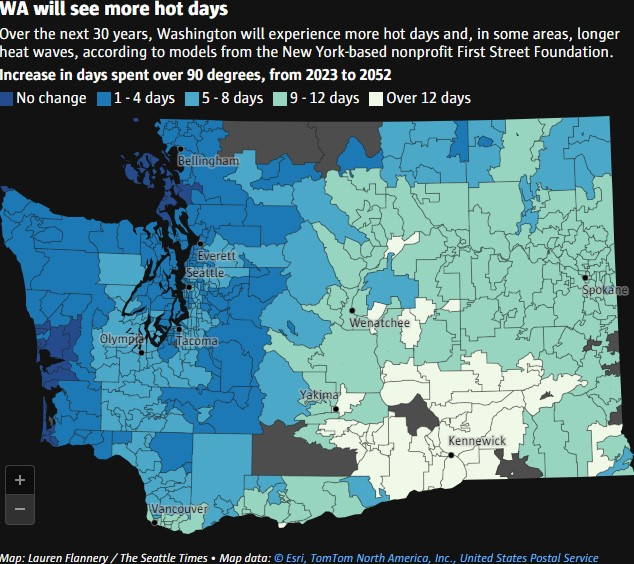 WA will see more hot days
Over the next 30 years, Washington will experience more hot days and, in some areas, longer
heat waves, according to models from the New York-based nonprofit First Street Foundation.
Increase in days spent over 90 degrees, from 2023 to 2052
No change 1 - 4 days 5 - 8 days 9 - 12 days Over 12 days
Bellingham
Everett
Seattle
Spokane
Wenatchee
Olympia Tacoma
Yakima
Kennewick
+
−
Vancouver
Map: Lauren Flannery / The Seattle Times • Map data: © Esri, TomTom North America, Inc., United States Postal Service